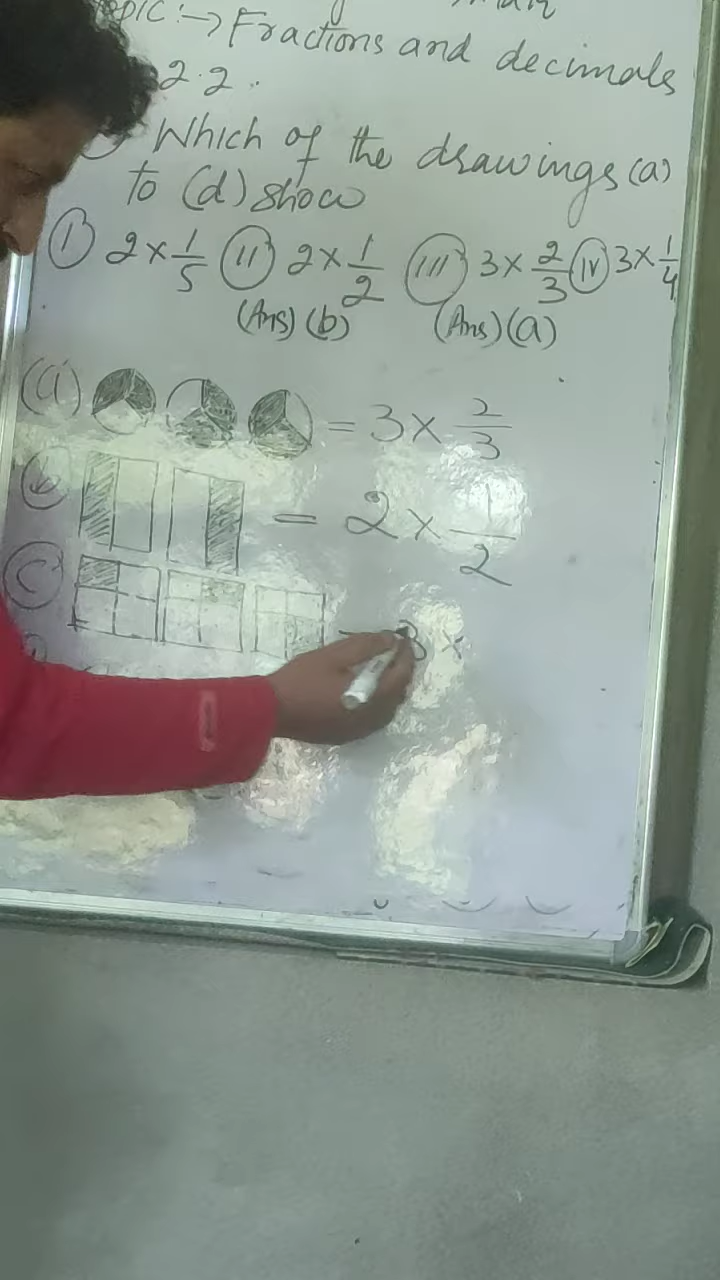 Fractions and decimals
2.2.
Which of the drawings (a)
to (d) show
(I) 2×1/5 (II) 2×1/2 (III) 3×2/3 (IV) 3×1/4
(Ans) (b) (Ans) (a)
(a) = 3×2/3
(b) = 2×1/2
(c) = 3×